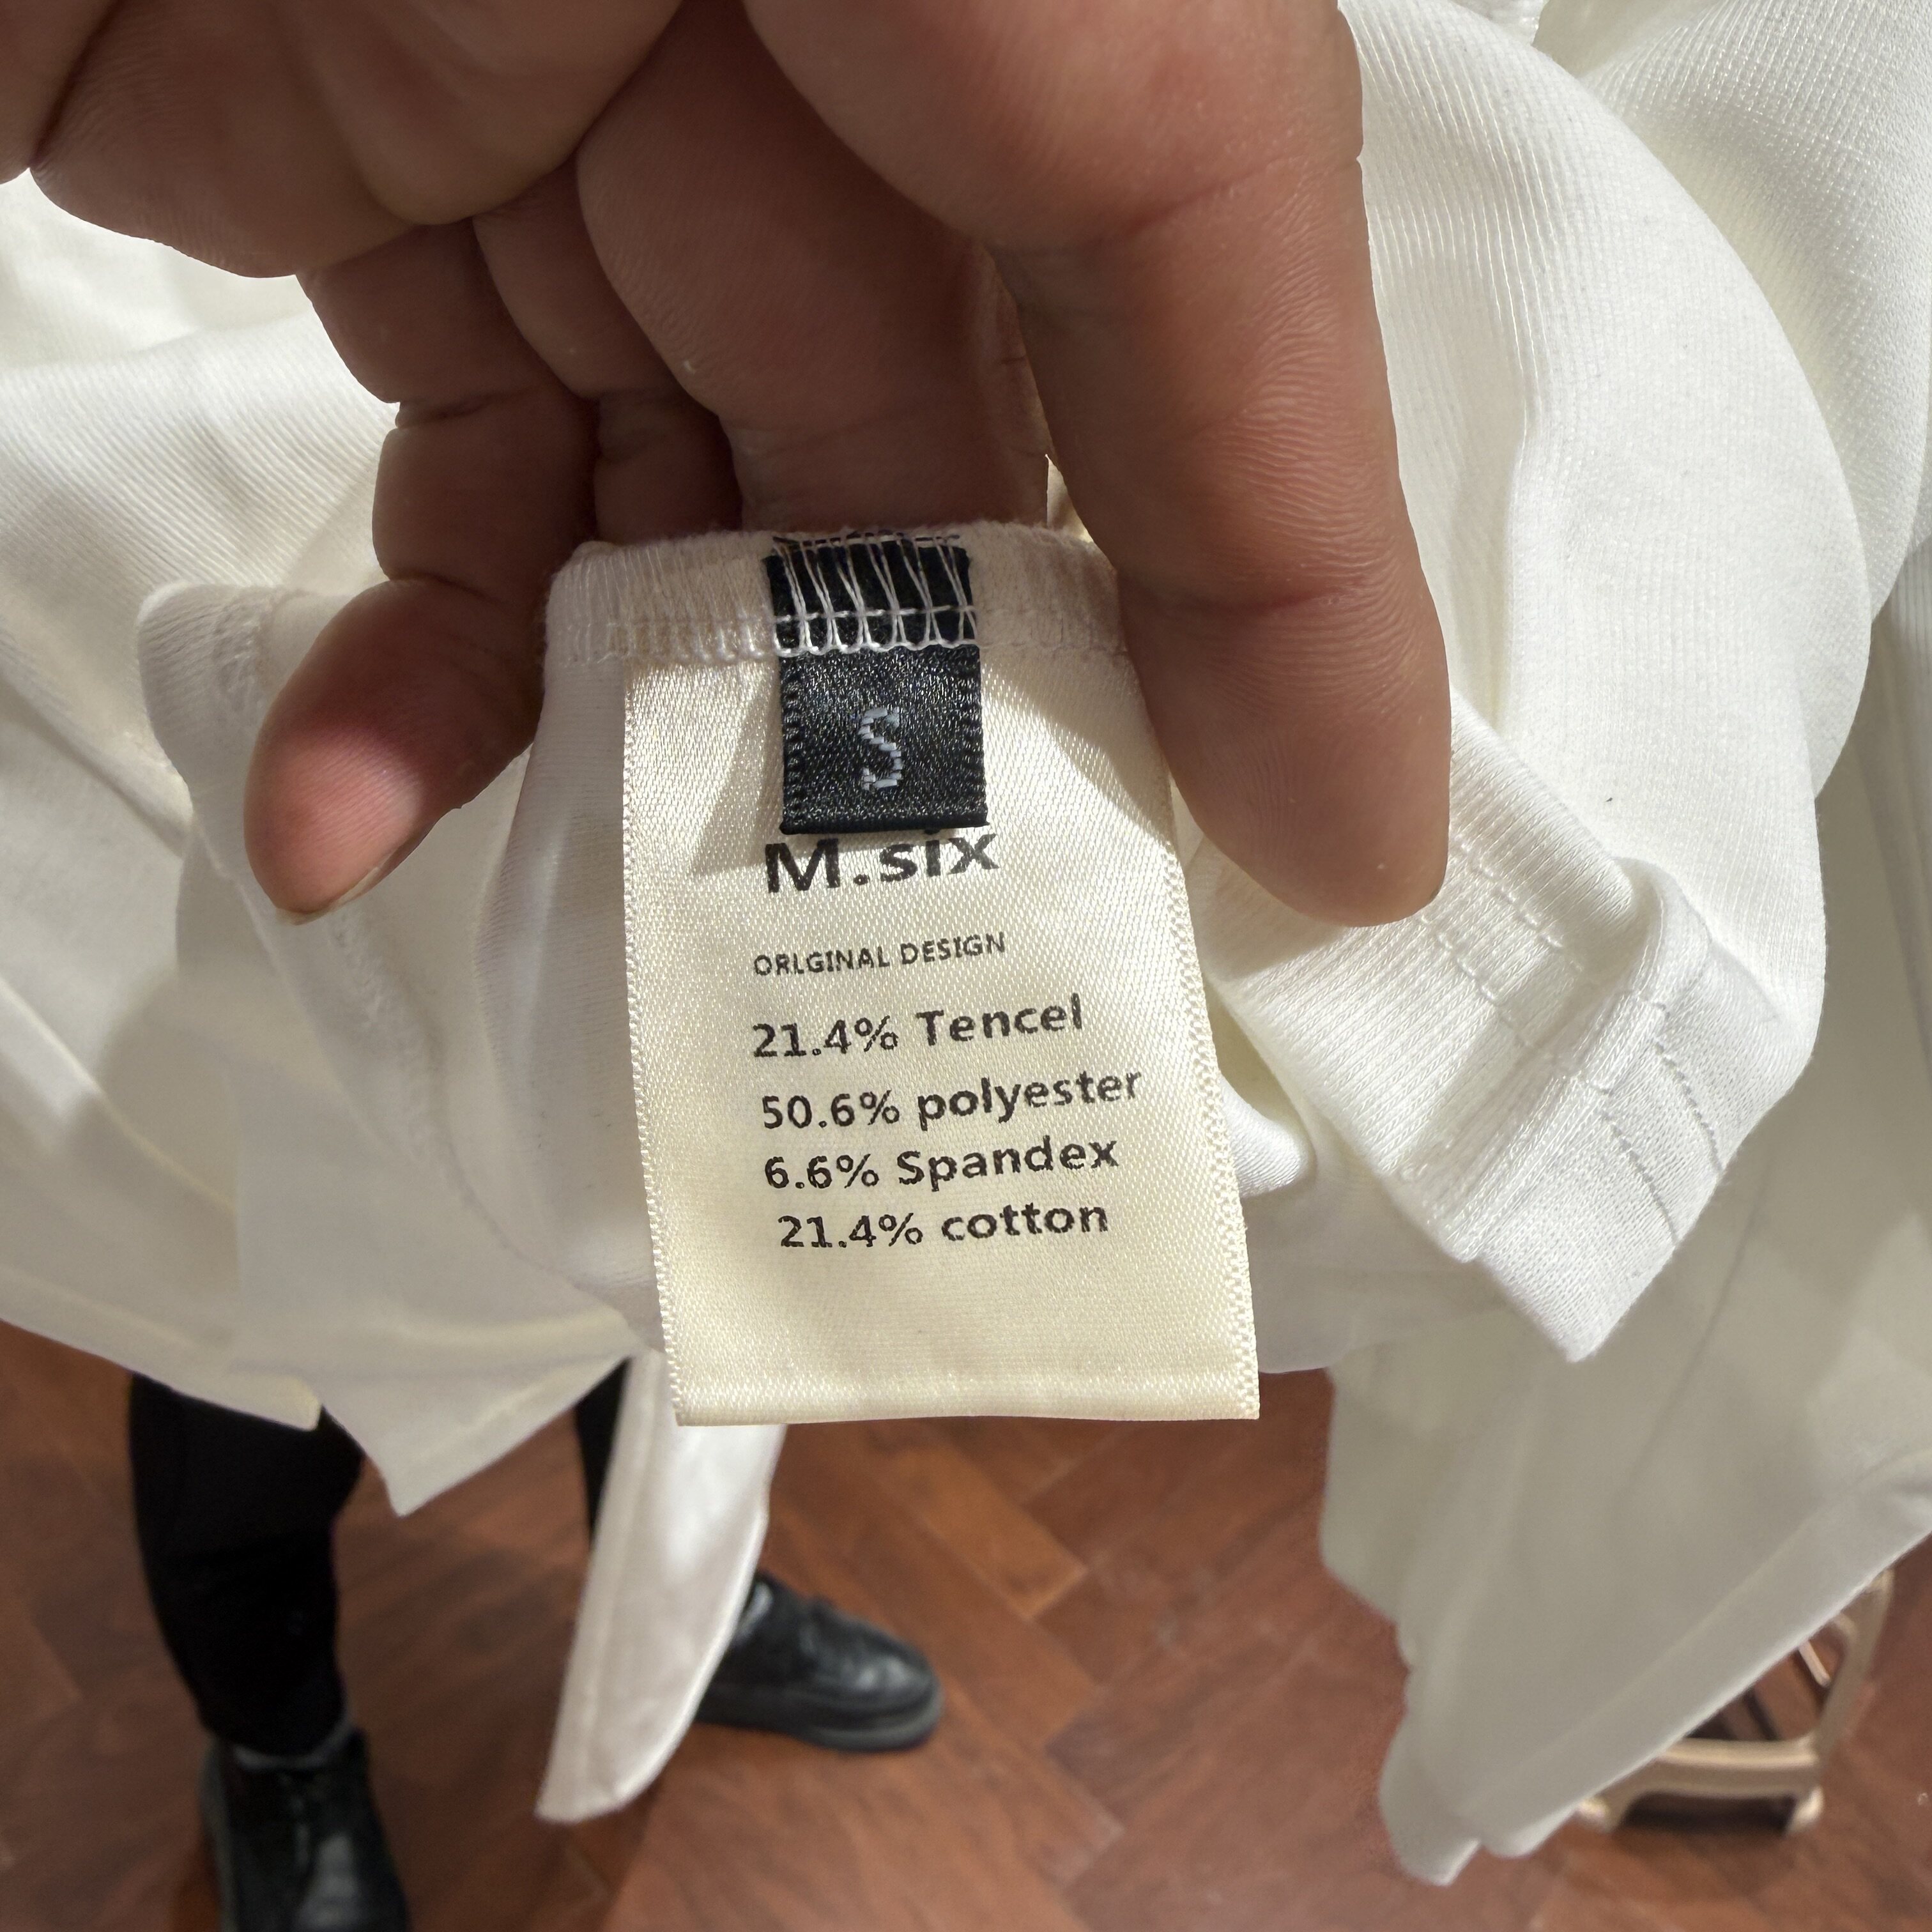 S
M.six
ORLGINAL DESIGN
21.4% Tencel
50.6% polyester
6.6% Spandex
21.4% cotton